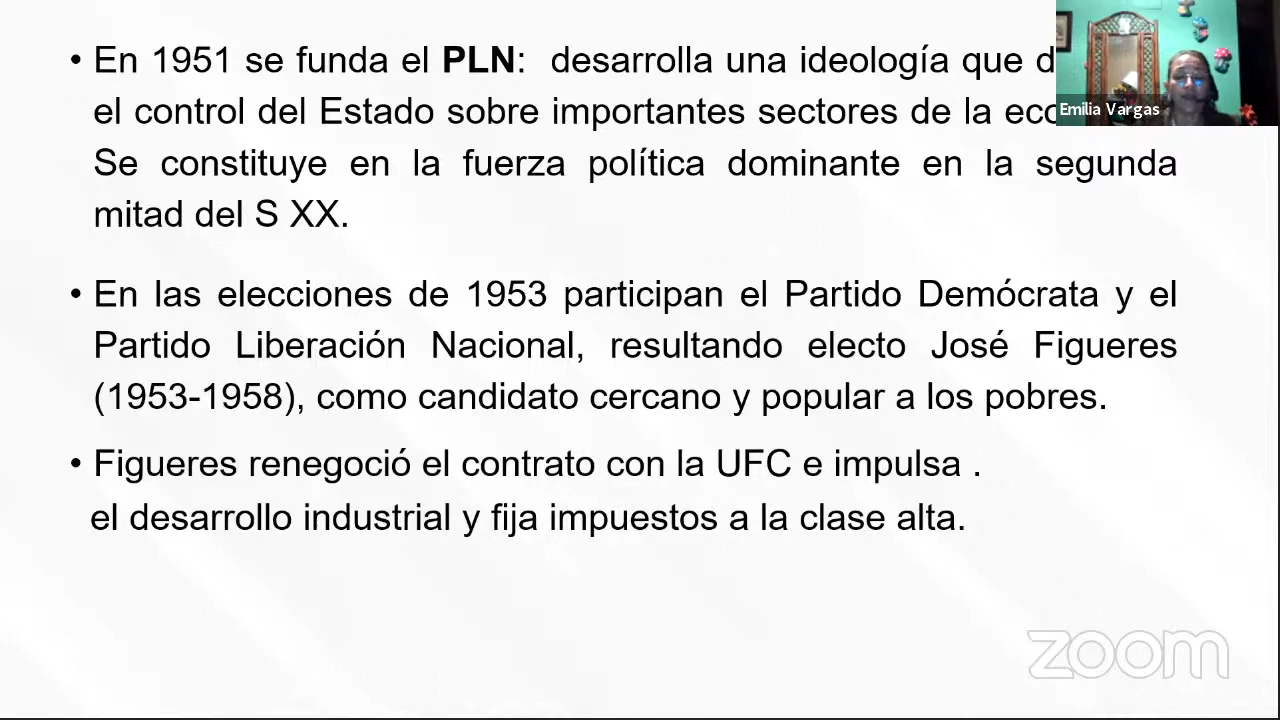 • En 1951 se funda el PLN: desarrolla una ideología que
el control del Estado sobre importantes sectores de la
Se constituye en la fuerza política dominante en la segunda
mitad del S XX.
• En las elecciones de 1953 participan el Partido Demócrata y el
Partido Liberación Nacional, resultando electo José Figueres
(1953-1958), como candidato cercano y popular a los pobres.
• Figueres renegoció el contrato con la UFC e impulsa .
el desarrollo industrial y fija impuestos a la clase alta.
Emilia Vargas
zoom